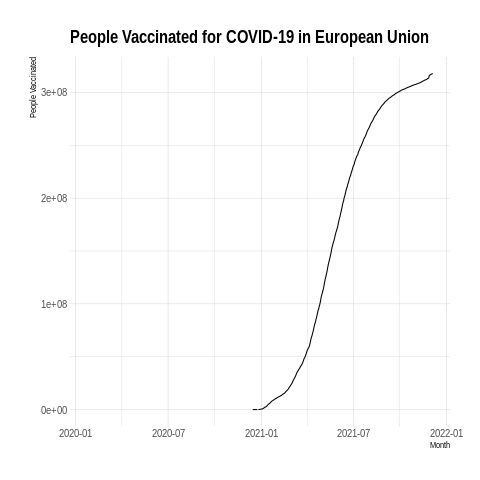 People Vaccinated for COVID-19 in European Union
People Vaccinated
3e+08
2e+08
1e+08
0e+00
2020-01 2020-07 2021-01 2021-07 2022-01
Month